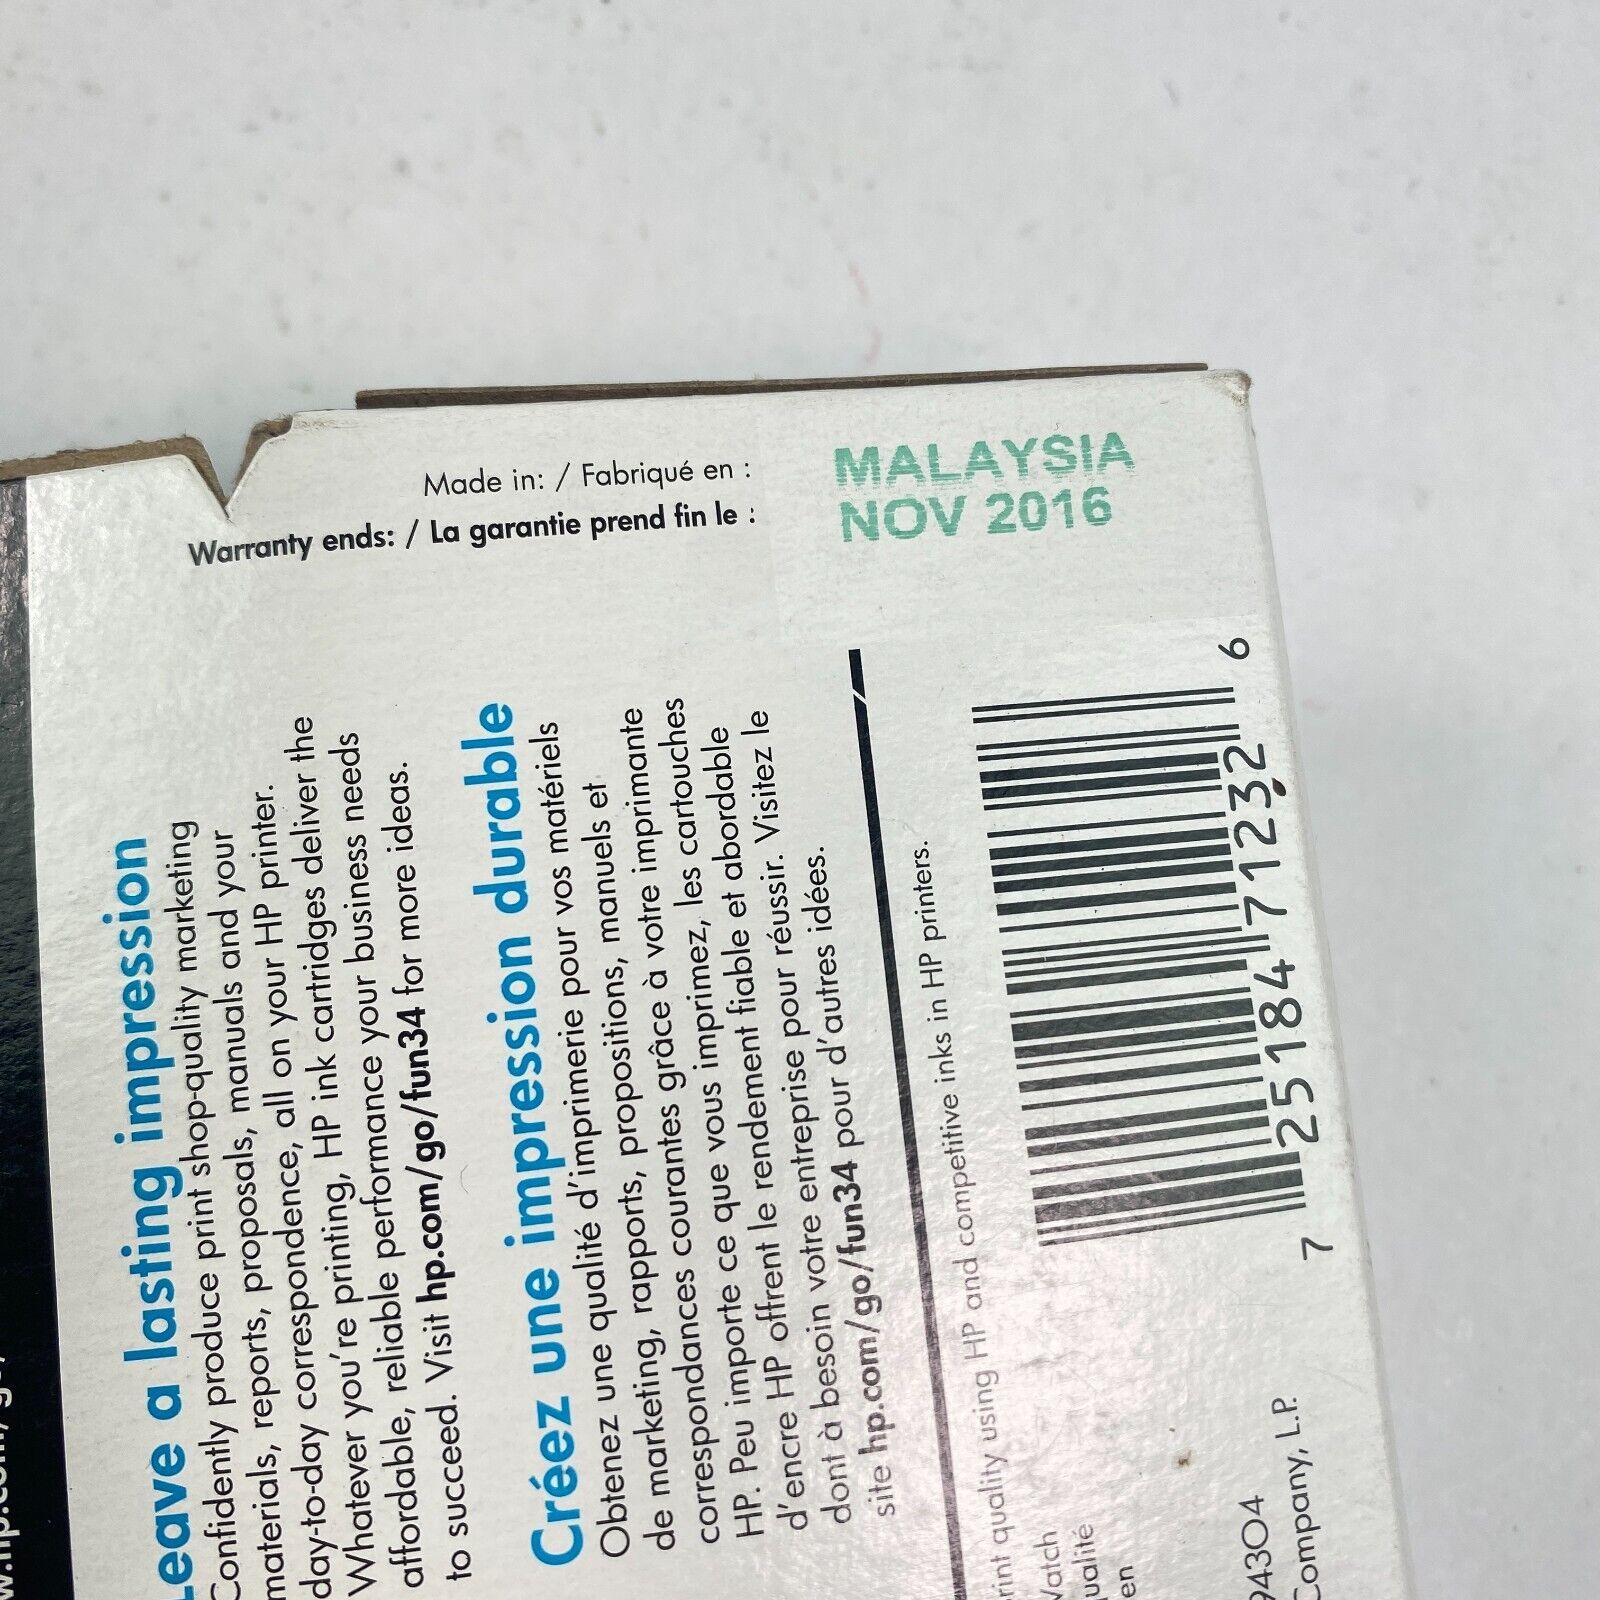 Made in: / Fabriqué en : MALAYSIA
Warranty ends: / La garantie prend fin le : NOV 2016
Leave a lasting impression
Confidently produce print shop-quality marketing
materials, reports, proposals, manuals and your
day-to-day correspondence, all on your HP printer.
Whatever you're printing, HP ink cartridges deliver the
affordable, reliable performance your business needs
to succeed. Visit hp.com/go/fun34 for more ideas.
Créez une impression durable
Obtenez une qualité d'imprimerie pour vos matériels
de marketing, rapports, propositions, manuels et
correspondances courantes grâce à votre imprimante
HP. Peu importe ce que vous imprimez, les cartouches
d'encre HP offrent le rendement fiable et abordable
dont à besoin votre entreprise pour réussir. Visitez le
site hp.com/go/fun34 pour d'autres idées.
print quality using HP and competitive inks in HP printers.
Watch
qualité
en
94304
Company, L.P.
7 25184 71232 6